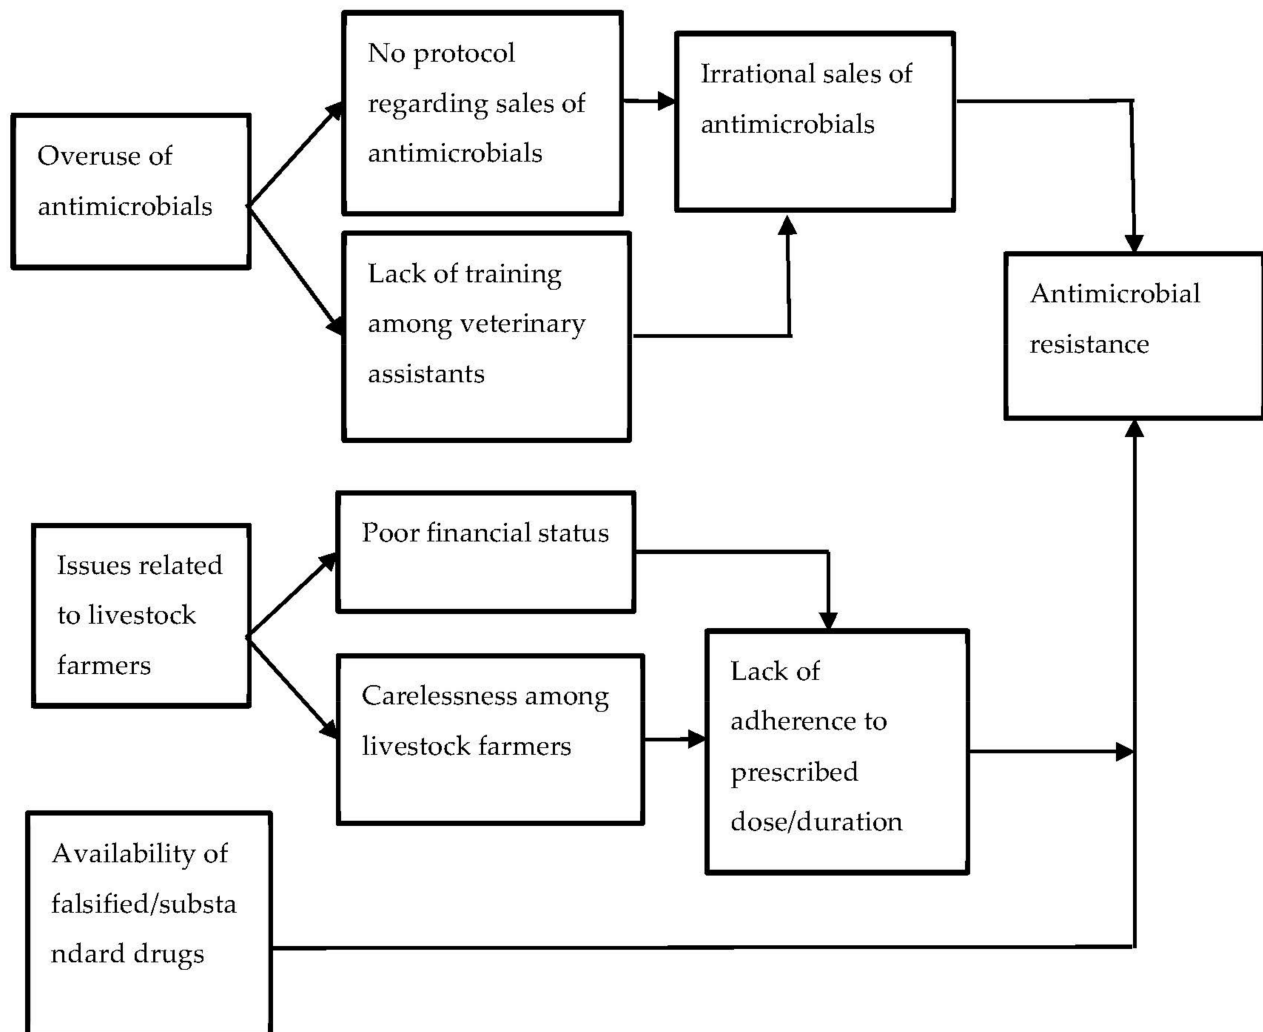 No protocol
regarding sales of
antimicrobials
Irrational sales of
antimicrobials
Overuse of
antimicrobials
Lack of training
among veterinary
assistants
Antimicrobial
resistance
Poor financial status
Issues related
to livestock
farmers
Carelessness among
livestock farmers
Lack of
adherence to
prescribed
dose/duration
Availability of
falsified/substa
ndard drugs